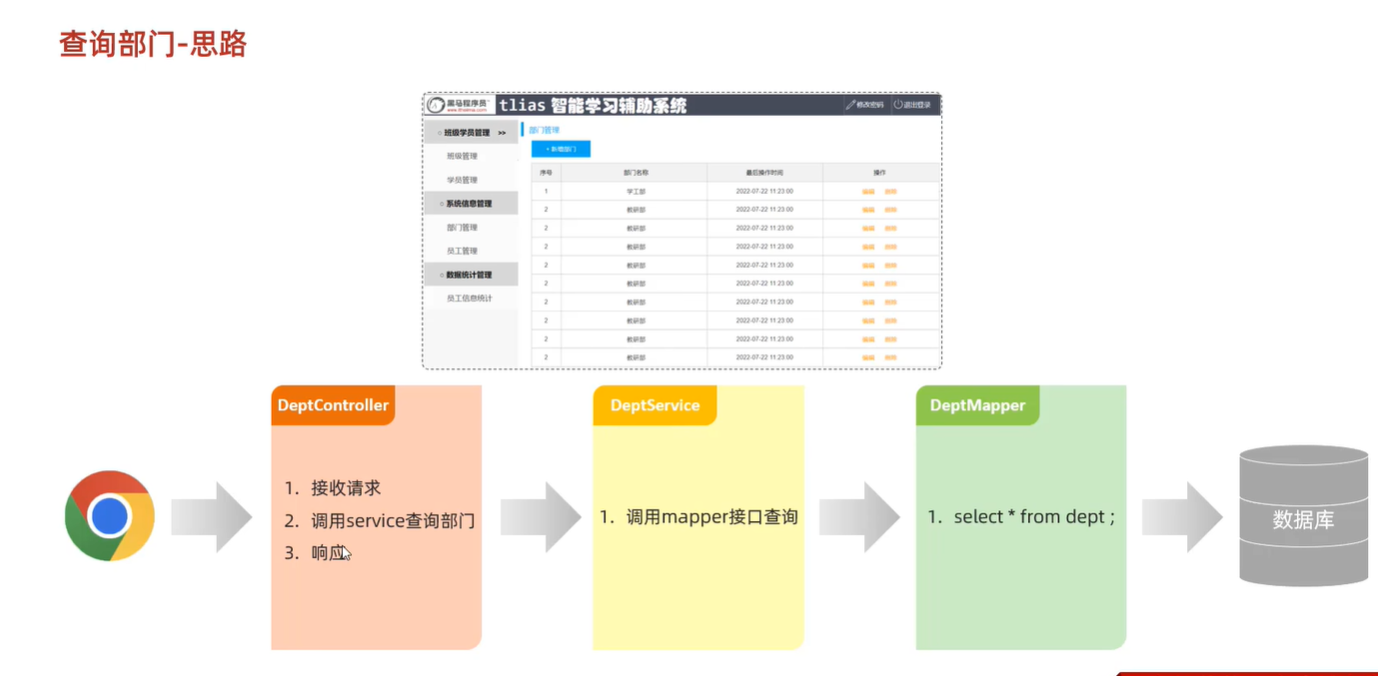 查询部门-思路
黑马程序员
www.itheima.com
tlias 智能学习辅助系统
修改密码
退出登录
班级学员管理 >>
班级管理
学员管理
系统信息管理
部门管理
员工管理
数据统计管理
员工信息统计
部门管理
+ 新增部门
序号 部门名称 最后操作时间 操作
1 学工部 2022-07-22 11:23:00 编辑 删除
2 教研部 2022-07-22 11:23:00 编辑 删除
2 教研部 2022-07-22 11:23:00 编辑 删除
2 教研部 2022-07-22 11:23:00 编辑 删除
2 教研部 2022-07-22 11:23:00 编辑 删除
2 教研部 2022-07-22 11:23:00 编辑 删除
2 教研部 2022-07-22 11:23:00 编辑 删除
2 教研部 2022-07-22 11:23:00 编辑 删除
2 教研部 2022-07-22 11:23:00 编辑 删除
2 教研部 2022-07-22 11:23:00 编辑 删除
DeptController
1. 接收请求
2. 调用service查询部门
3. 响应
DeptService
1. 调用mapper接口查询
DeptMapper
1. select * from dept ;
数据库